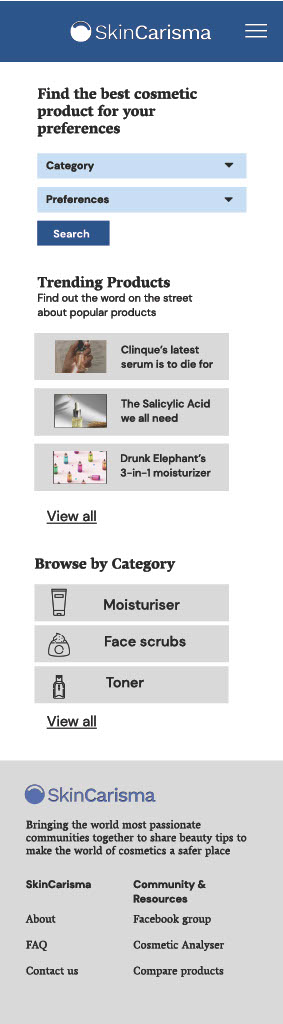 SkinCarisma
Find the best cosmetic
product for your
preferences
Category
Preferences
Search
Trending Products
Find out the word on the street
about popular products
Clinque's latest
serum is to die for
The Salicylic Acid
we all need
Drunk Elephant's
3-in-1 moisturizer
View all
Browse by Category
Moisturiser
Face scrubs
Toner
View all
SkinCarisma
Bringing the world most passionate
communities together to share beauty tips to
make the world of cosmetics a safer place
SkinCarisma
About
FAQ
Contact us
Community &
Resources
Facebook group
Cosmetic Analyser
Compare products